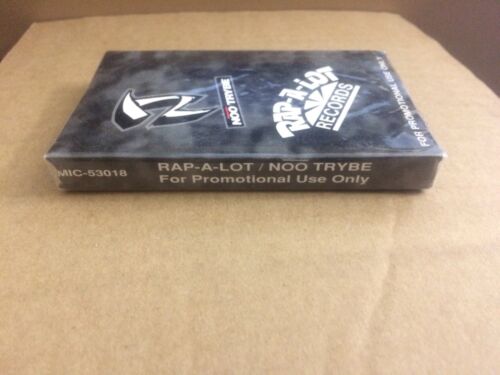 NOO TRYBE
RAP-A-LOT
RECORDS
FOR PROMOTIONAL USE ONLY
MIC-53018
RAP-A-LOT / NOO TRYBE
For Promotional Use Only